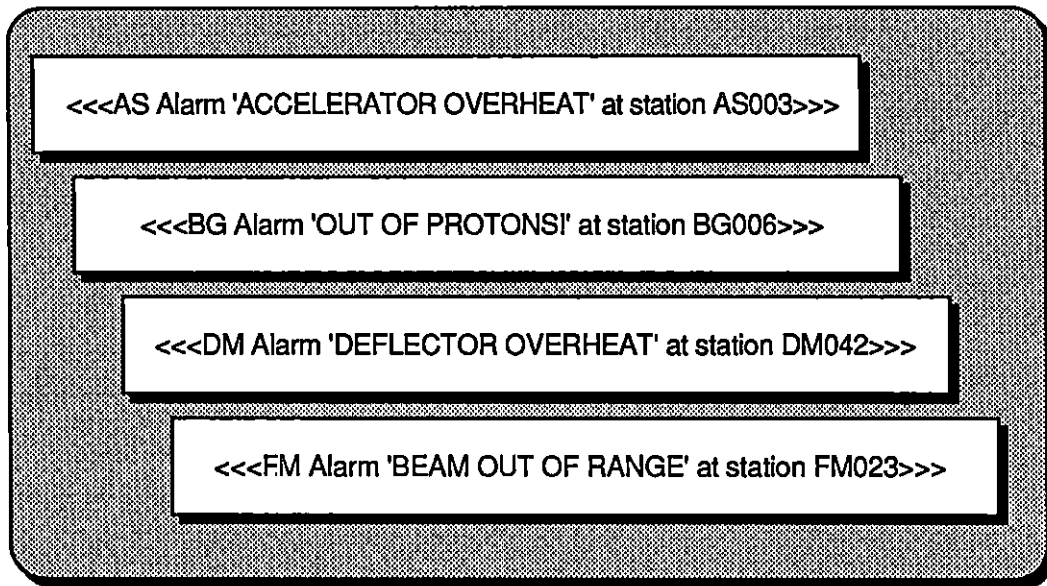 <<<AS Alarm 'ACCELERATOR OVERHEAT' at station AS003>>>
<<<BG Alarm 'OUT OF PROTONS!' at station BG006>>>
<<<DM Alarm 'DEFLECTOR OVERHEAT' at station DM042>>>
<<<FM Alarm 'BEAM OUT OF RANGE' at station FM023>>>